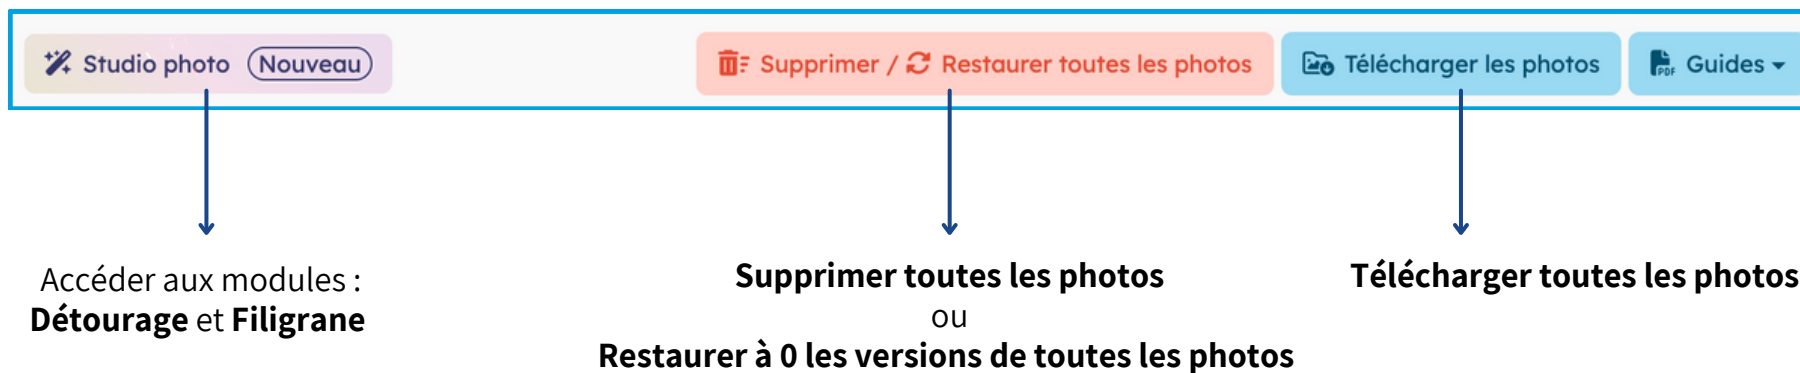 Studio photo Nouveau
Supprimer / Restaurer toutes les photos
Télécharger les photos
PDF Guides
Accéder aux modules :
Détourage et Filigrane
Supprimer toutes les photos
ou
Restaurer à 0 les versions de toutes les photos
Télécharger toutes les photos